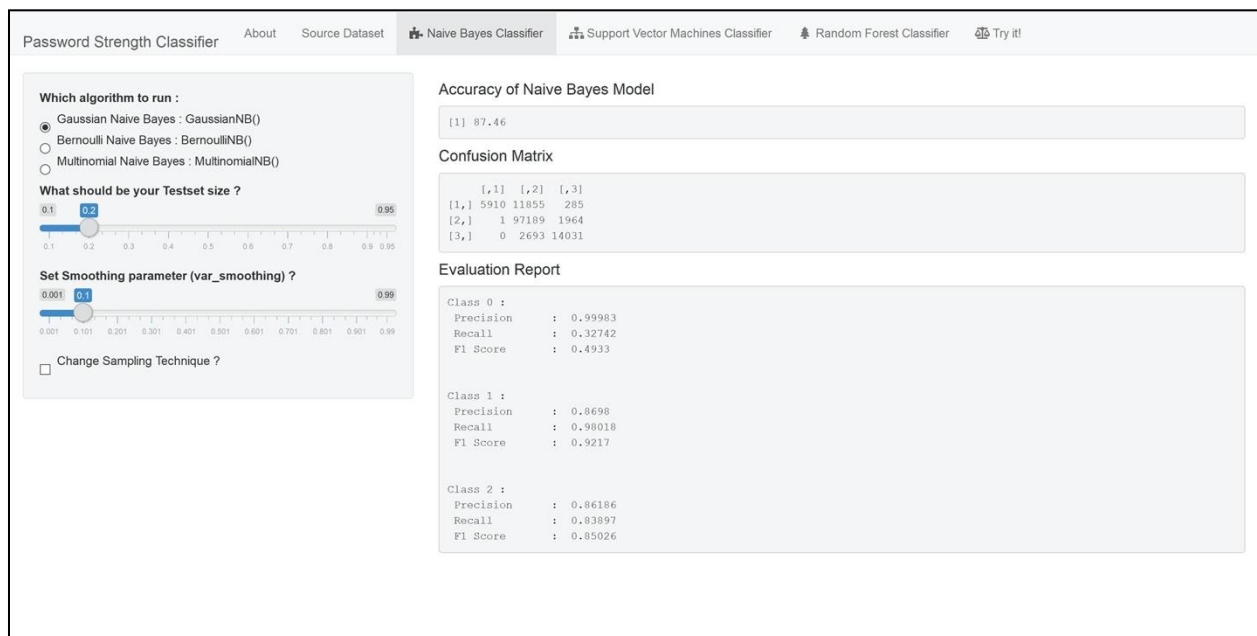 Password Strength Classifier About Source Dataset Naive Bayes Classifier Support Vector Machines Classifier Random Forest Classifier Try it!
Which algorithm to run :
Gaussian Naive Bayes : GaussianNB()
Bernoulli Naive Bayes : BernoulliNB()
Multinomial Naive Bayes : MultinomialNB()
What should be your Testset size ?
0.1 0.2 0.95
0.1 0.2 0.3 0.4 0.5 0.6 0.7 0.8 0.9 0.95
Set Smoothing parameter (var_smoothing) ?
0.001 0.1 0.99
0.001 0.101 0.201 0.301 0.401 0.501 0.601 0.701 0.801 0.901 0.99
Change Sampling Technique ?
Accuracy of Naive Bayes Model
[1] 87.46
Confusion Matrix
[,1] [,2] [,3]
[1,] 5910 11855 285
[2,] 1 97189 1964
[3,] 0 2693 14031
Evaluation Report
Class 0 :
Precision : 0.99983
Recall : 0.32742
F1 Score : 0.4933
Class 1 :
Precision : 0.8698
Recall : 0.98018
F1 Score : 0.9217
Class 2 :
Precision : 0.86186
Recall : 0.83897
F1 Score : 0.85026